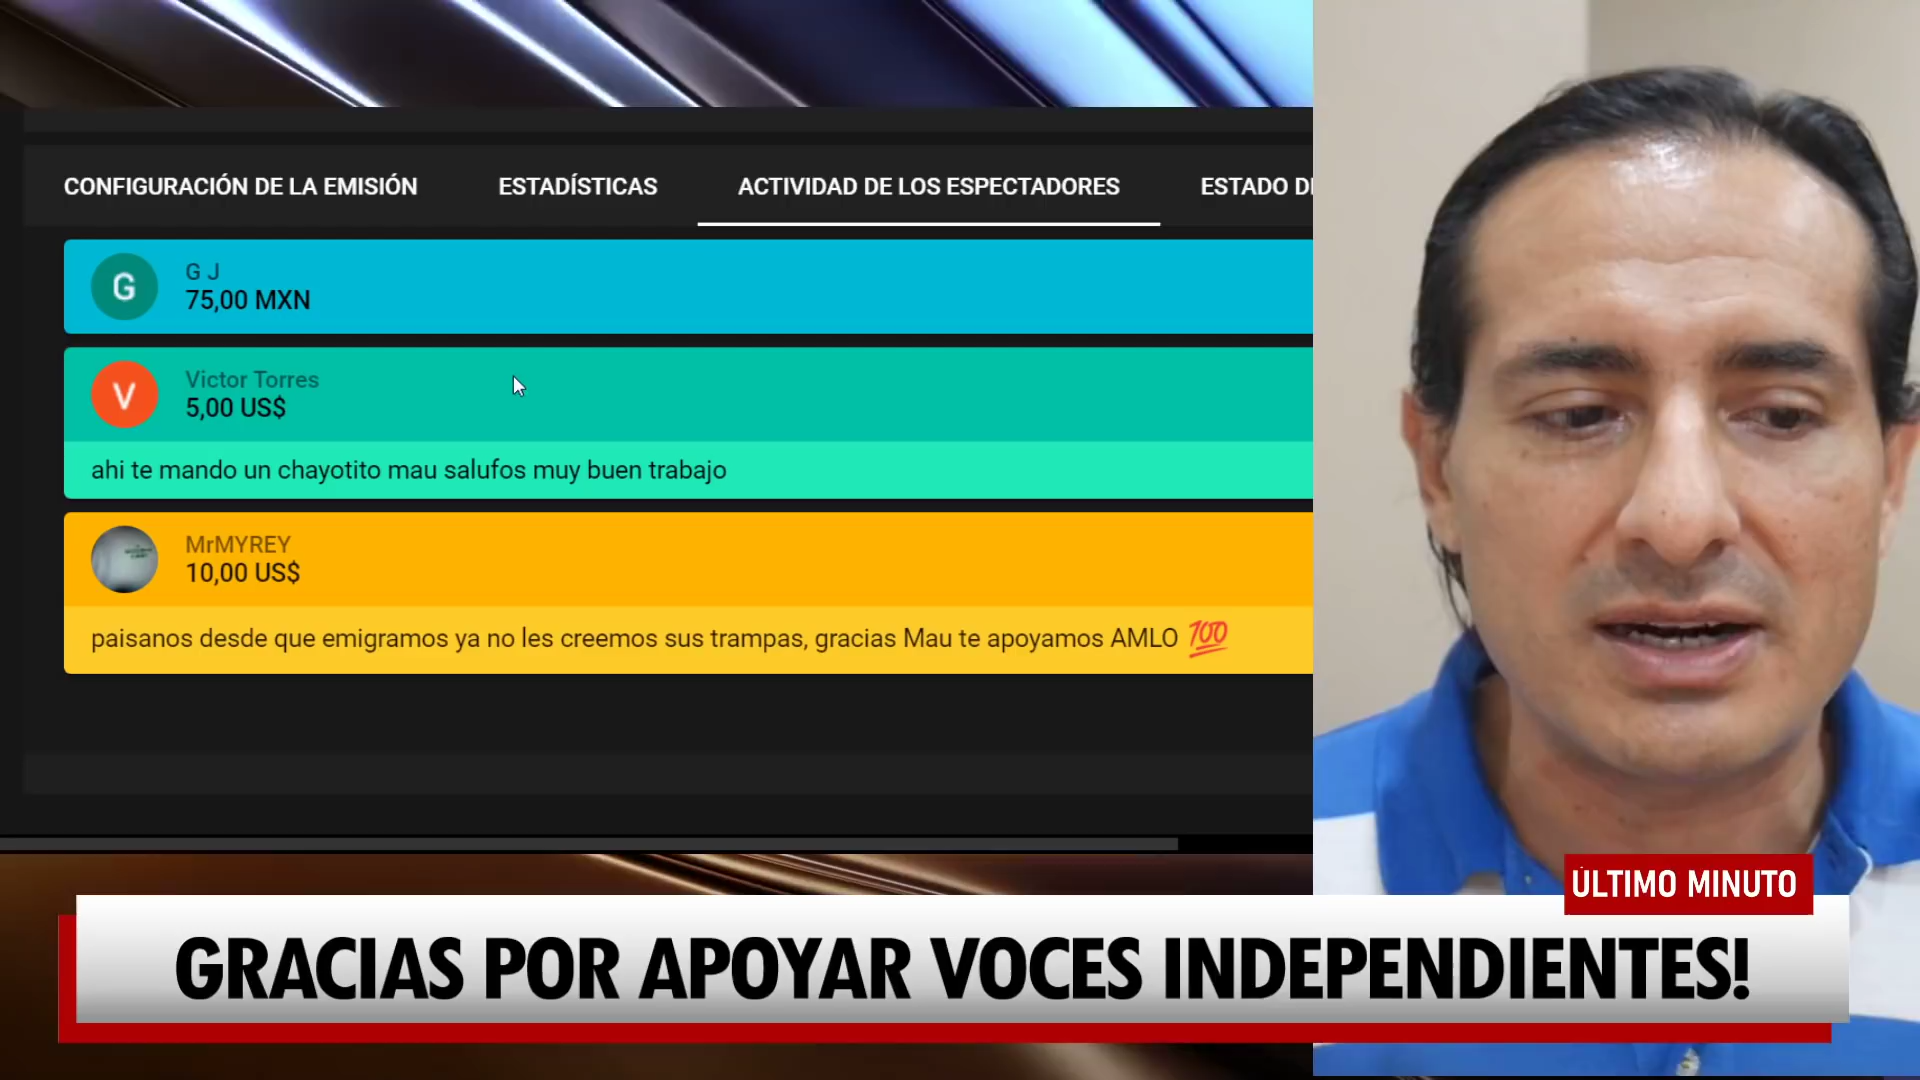 CONFIGURACIÓN DE LA EMISIÓN ESTADÍSTICAS ACTIVIDAD DE LOS ESPECTADORES ESTADO
G
G J
75,00 MXN
V
Victor Torres
5,00 US$
ahi te mando un chayotito mau salufos muy buen trabajo
MrMYREY
10,00 US$
paisanos desde que emigramos ya no les creemos sus trampas, gracias Mau te apoyamos AMLO 💯
ÚLTIMO MINUTO
GRACIAS POR APOYAR VOCES INDEPENDIENTES!